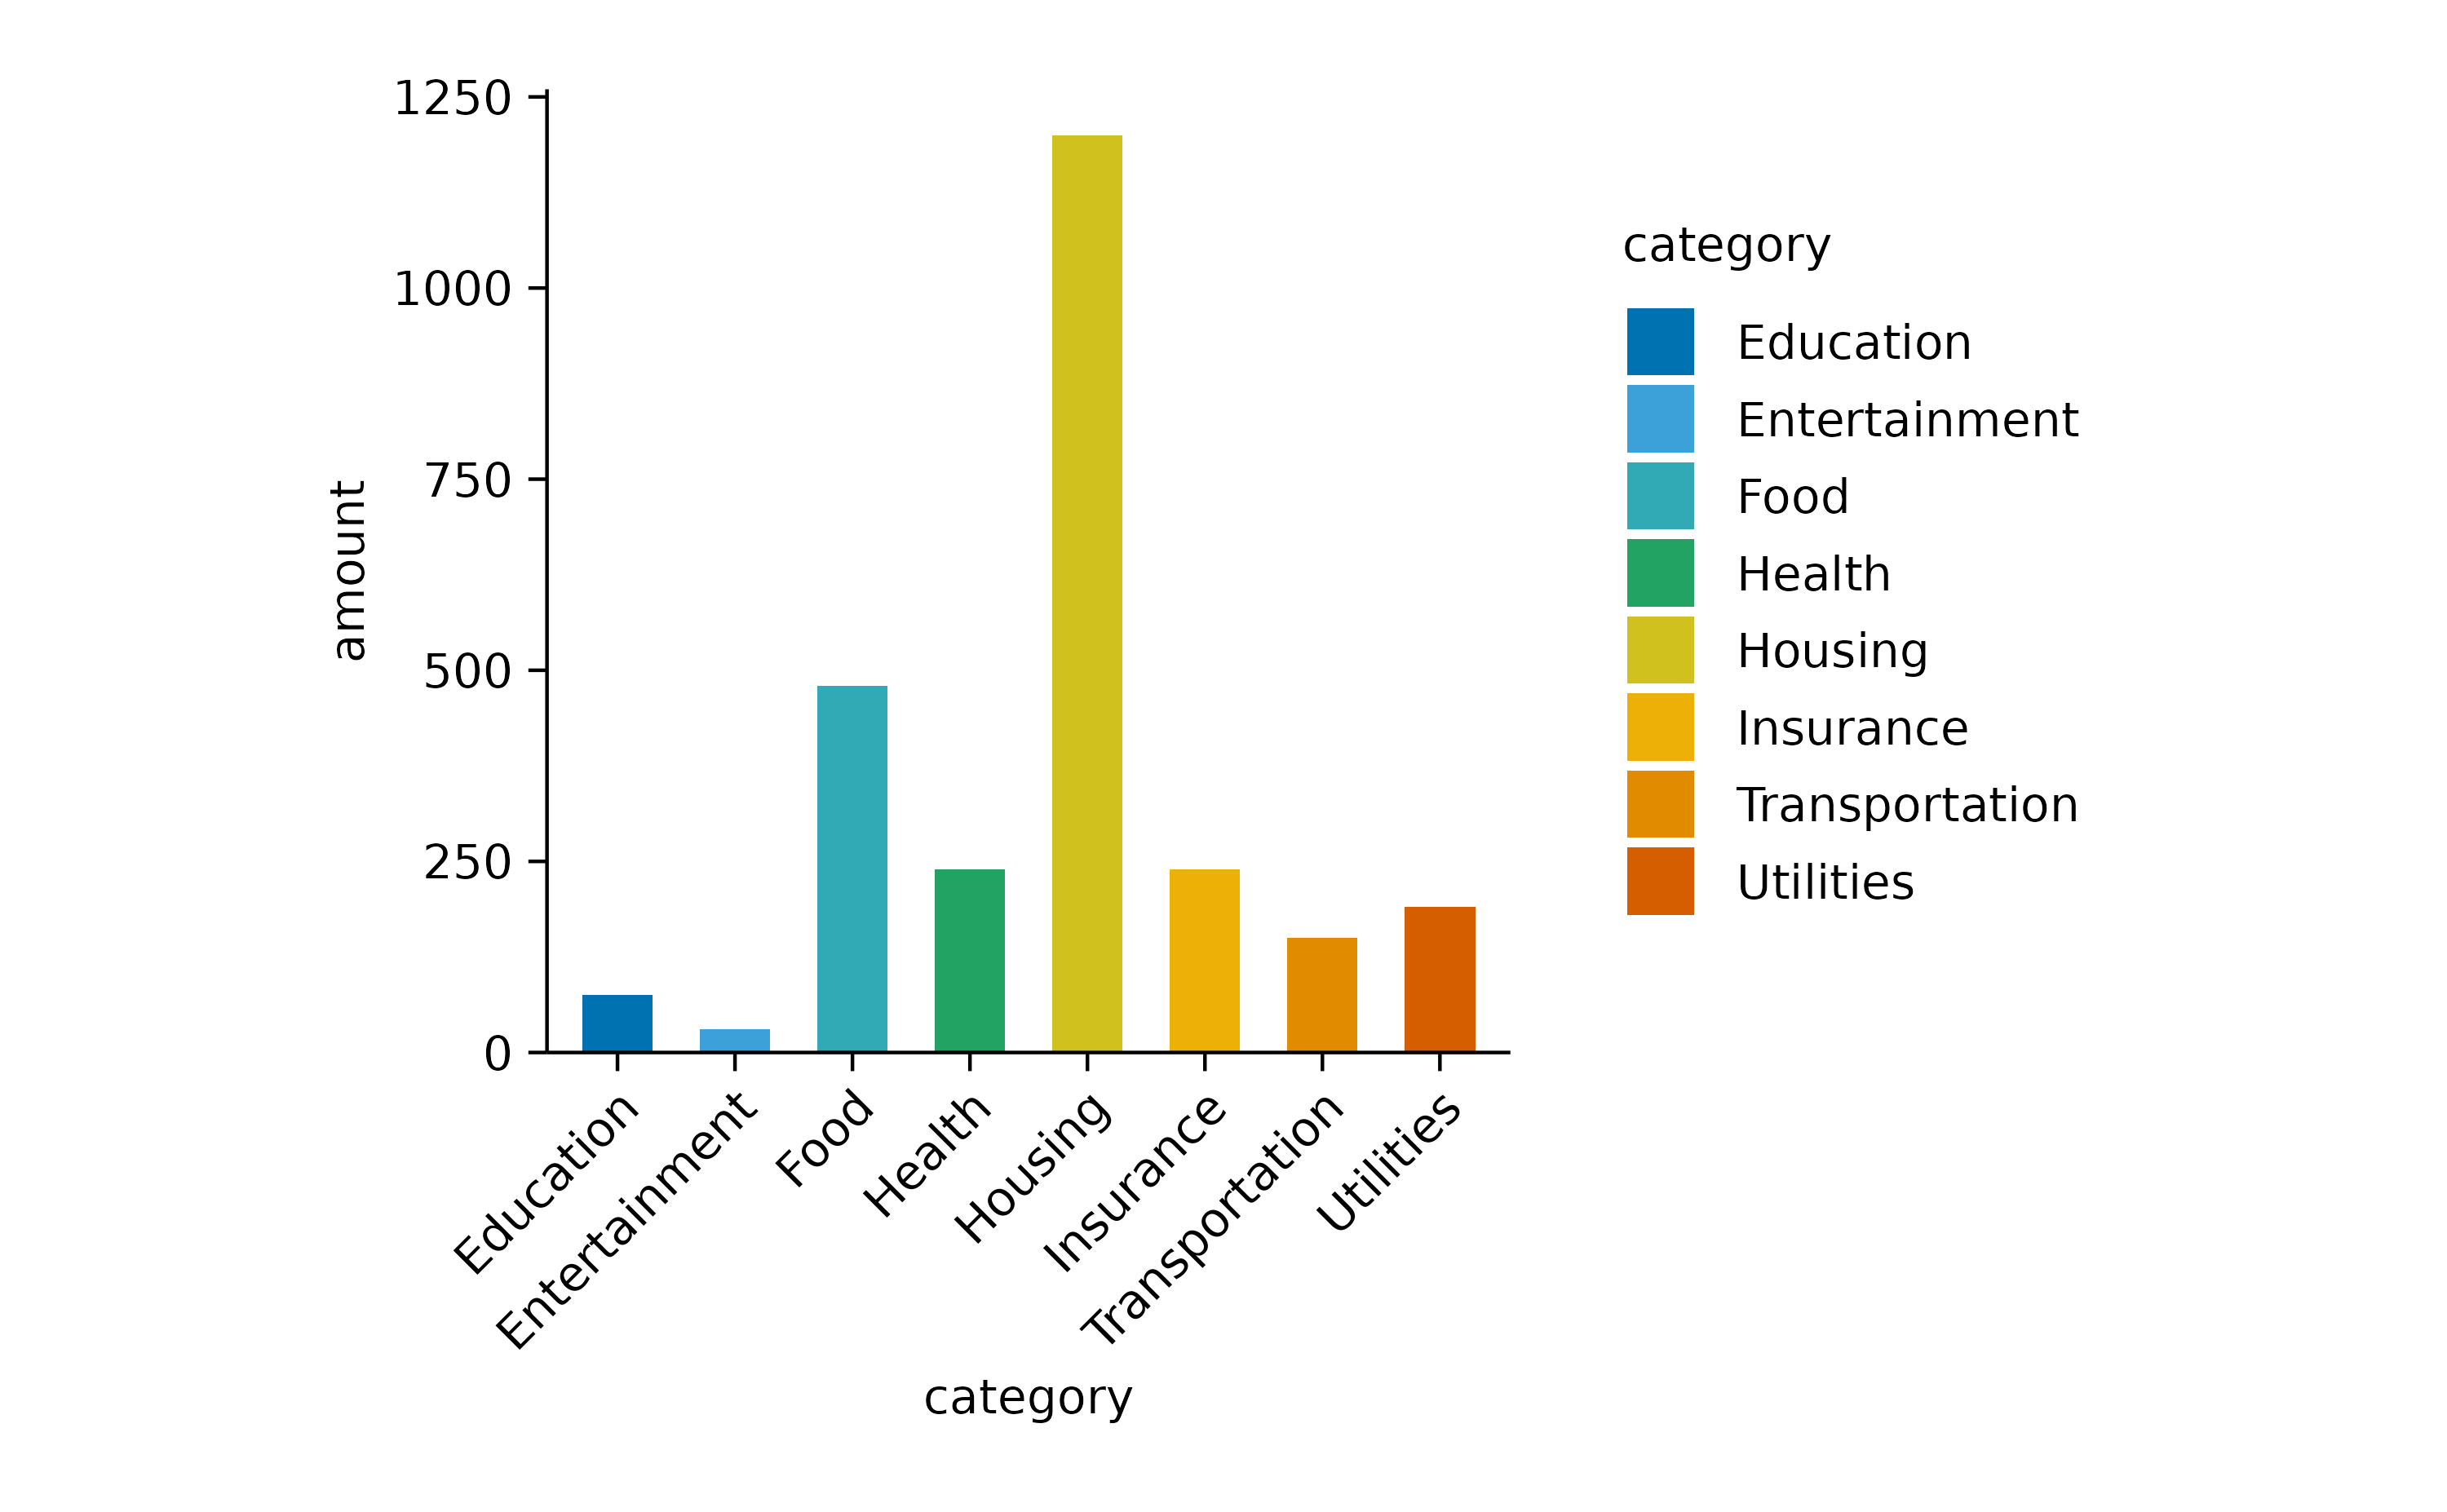 amount
1250
1000
750
500
250
0
Education
Entertainment
Food
Health
Housing
Insurance
Transportation
Utilities
category
category
Education
Entertainment
Food
Health
Housing
Insurance
Transportation
Utilities